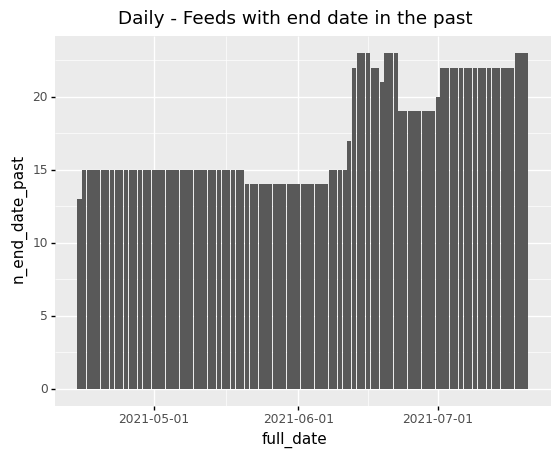 Daily - Feeds with end date in the past
n_end_date_past
20
15
10
5
0
2021-05-01 2021-06-01 2021-07-01
full_date